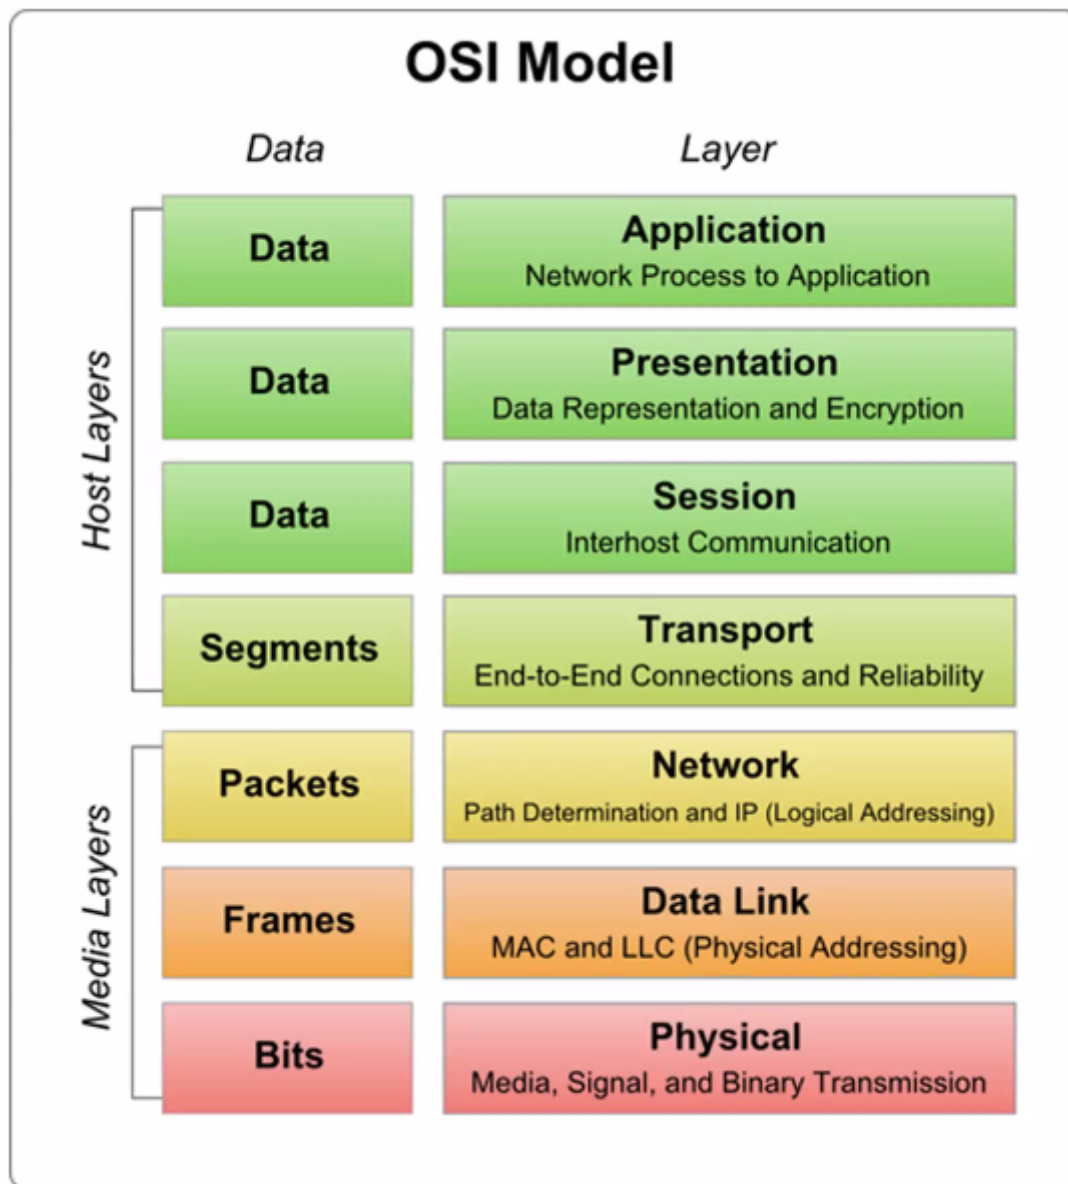 OSI Model
Data Layer
Host Layers
Data
Application
Network Process to Application
Data
Presentation
Data Representation and Encryption
Data
Session
Interhost Communication
Segments
Transport
End-to-End Connections and Reliability
Media Layers
Packets
Network
Path Determination and IP (Logical Addressing)
Frames
Data Link
MAC and LLC (Physical Addressing)
Bits
Physical
Media, Signal, and Binary Transmission